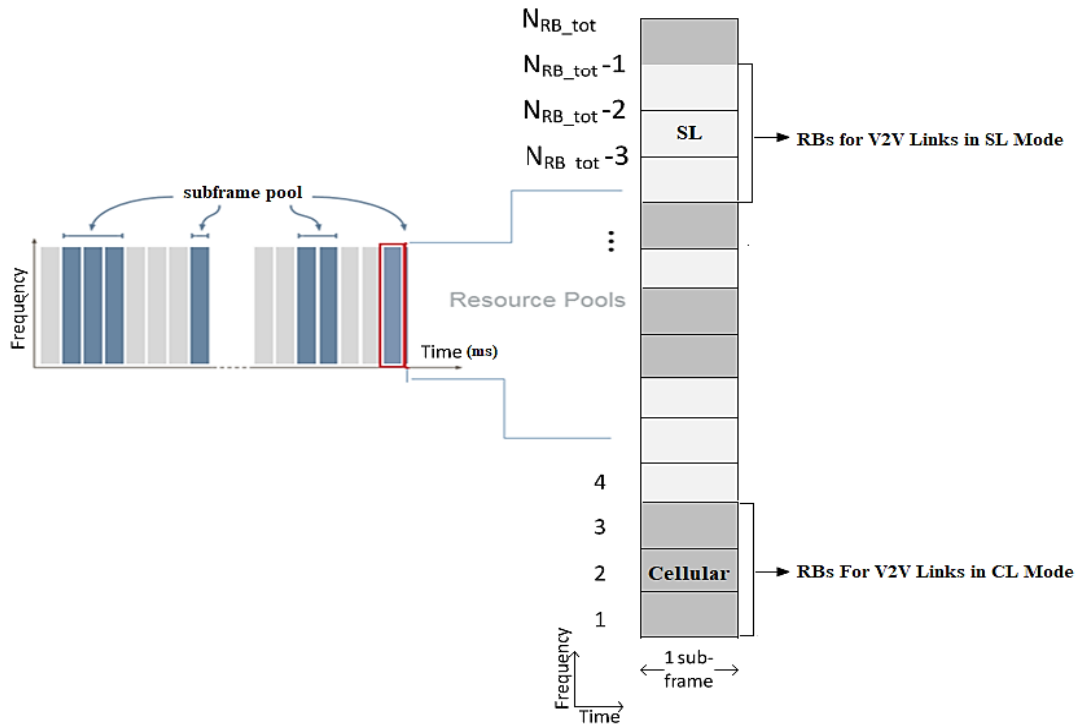 subframe pool
Frequency
Time (ms)
Resource Pools
N_RB_tot
N_RB_tot -1
N_RB_tot -2
N_RB_tot -3
⋮
4
3
2
1
SL
Cellular
RBs for V2V Links in SL Mode
RBs For V2V Links in CL Mode
Frequency
Time
1 sub-
frame